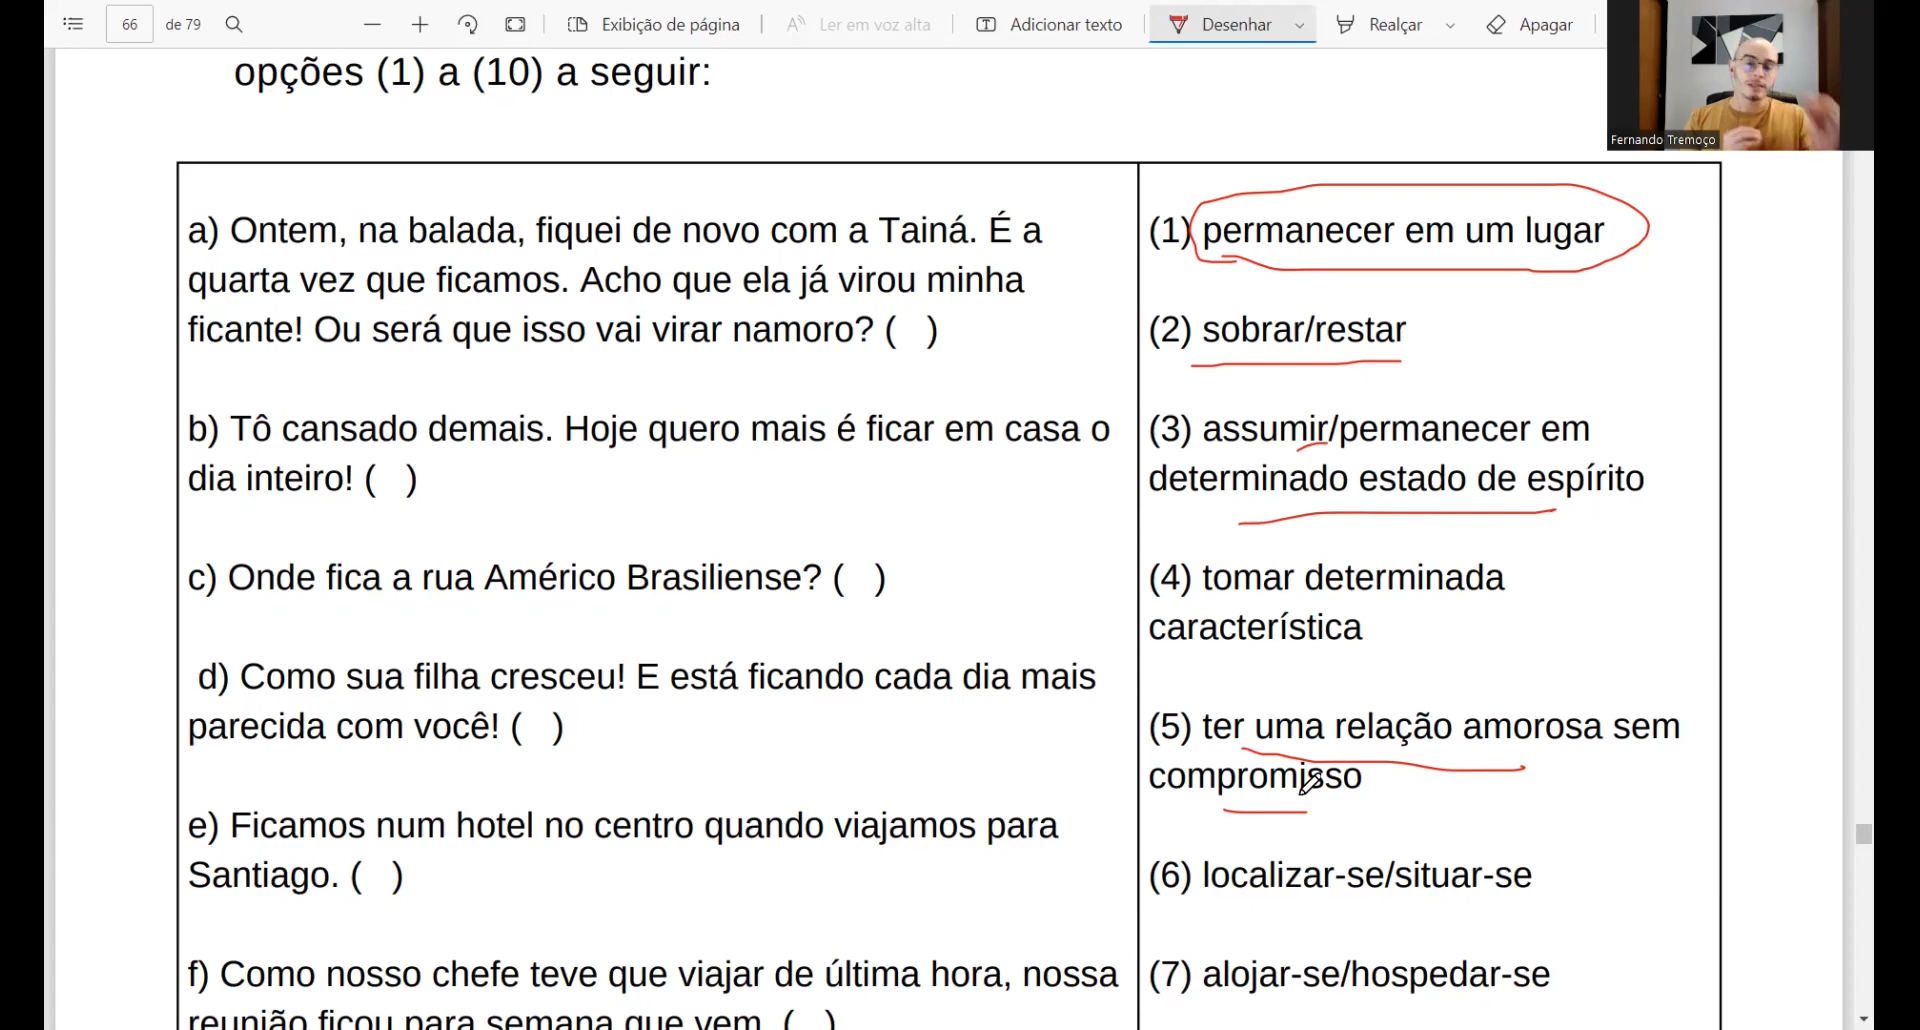 66 de 79 Exibição de página Ler em voz alta Adicionar texto Desenhar Realçar Apagar
Fernando Tremoço
opções (1) a (10) a seguir:
a) Ontem, na balada, fiquei de novo com a Tainá. É a
quarta vez que ficamos. Acho que ela já virou minha
ficante! Ou será que isso vai virar namoro? ( )
b) Tô cansado demais. Hoje quero mais é ficar em casa o
dia inteiro! ( )
c) Onde fica a rua Américo Brasiliense? ( )
d) Como sua filha cresceu! E está ficando cada dia mais
parecida com você! ( )
e) Ficamos num hotel no centro quando viajamos para
Santiago. ( )
f) Como nosso chefe teve que viajar de última hora, nossa
reunião ficou para semana que vem. ( )
(1) permanecer em um lugar
(2) sobrar/restar
(3) assumir/permanecer em
determinado estado de espírito
(4) tomar determinada
característica
(5) ter uma relação amorosa sem
compromisso
(6) localizar-se/situar-se
(7) alojar-se/hospedar-se